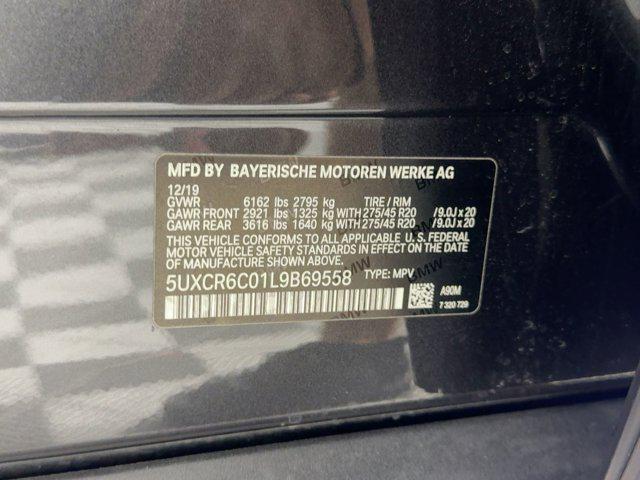 MFD BY BAYERISCHE MOTOREN WERKE AG
12/19
GVWR 6162 lbs 2795 kg TIRE / RIM
GAWR FRONT 2921 lbs 1325 kg WITH 275/45 R20 /9.0J x 20
GAWR REAR 3616 lbs 1640 kg WITH 275/45 R20 /9.0J x 20
THIS VEHICLE CONFORMS TO ALL APPLICABLE U. S. FEDERAL
MOTOR VEHICLE SAFETY STANDARDS IN EFFECT ON THE
DATE OF MANUFACTURE SHOWN ABOVE.
5UXCR6C01L9B69558 TYPE: MPV
A90M
7 320 729